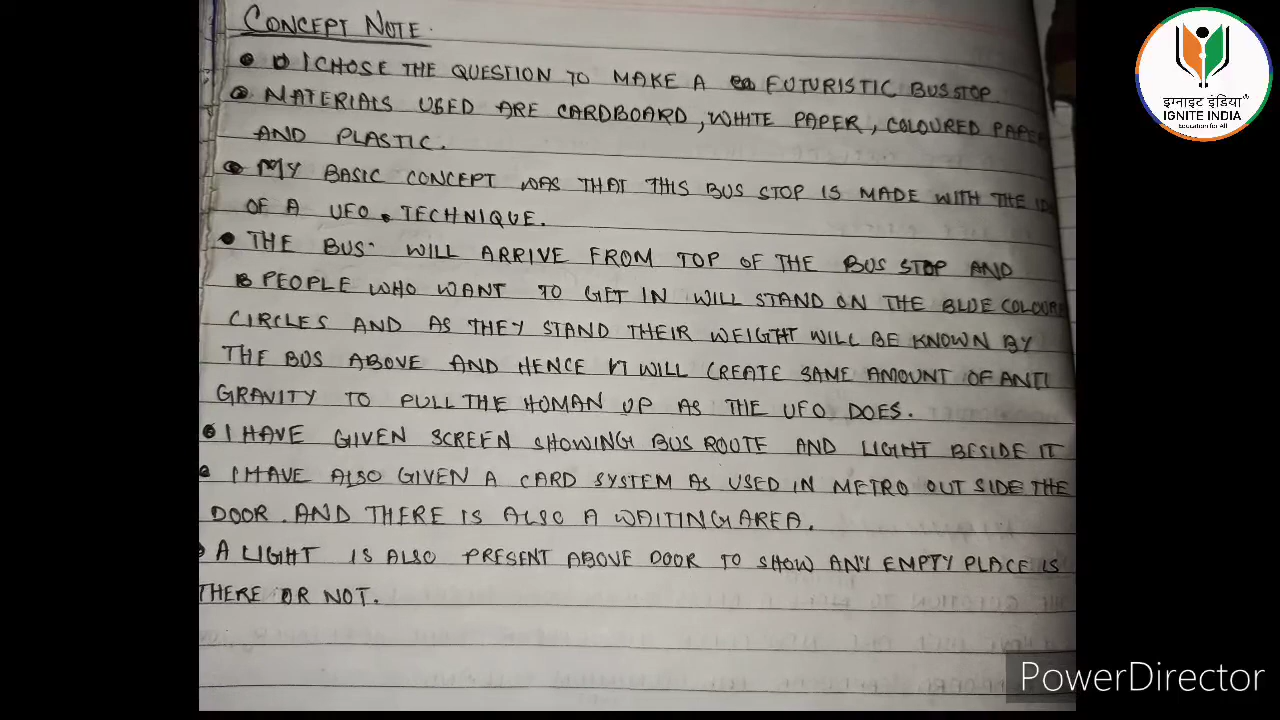 CONCEPT NOTE.
• I CHOSE THE QUESTION TO MAKE A FUTURISTIC BUS STOP.
• MATERIALS USED ARE CARDBOARD, WHITE PAPER, COLOURED PAPER
AND PLASTIC.
• MY BASIC CONCEPT WAS THAT THIS BUS STOP IS MADE WITH THE
OF A UFO. TECHNIQUE.
• THE BUS WILL ARRIVE FROM TOP OF THE BUS STOP AND
PEOPLE WHO WANT TO GET IN WILL STAND ON THE BLUE COLOUR
CIRCLES AND AS THEY STAND THEIR WEIGHT WILL BE KNOWN BY
THE BUS ABOVE AND HENCE IT WILL CREATE SAME AMOUNT OF ANTI
GRAVITY TO PULL THE HUMAN UP AS THE UFO DOES.
• I HAVE GIVEN SCREEN SHOWING BUS ROUTE AND LIGHT BESIDE IT
• I HAVE ALSO GIVEN A CARD SYSTEM AS USED IN METRO OUT SIDE THE
DOOR. AND THERE IS ALSO A WAITING AREA.
• A LIGHT IS ALSO PRESENT ABOVE DOOR TO SHOW ANY EMPTY PLACE IS
THERE OR NOT.
इग्नाइट इंडिया®
IGNITE INDIA
Education for All
PowerDirector